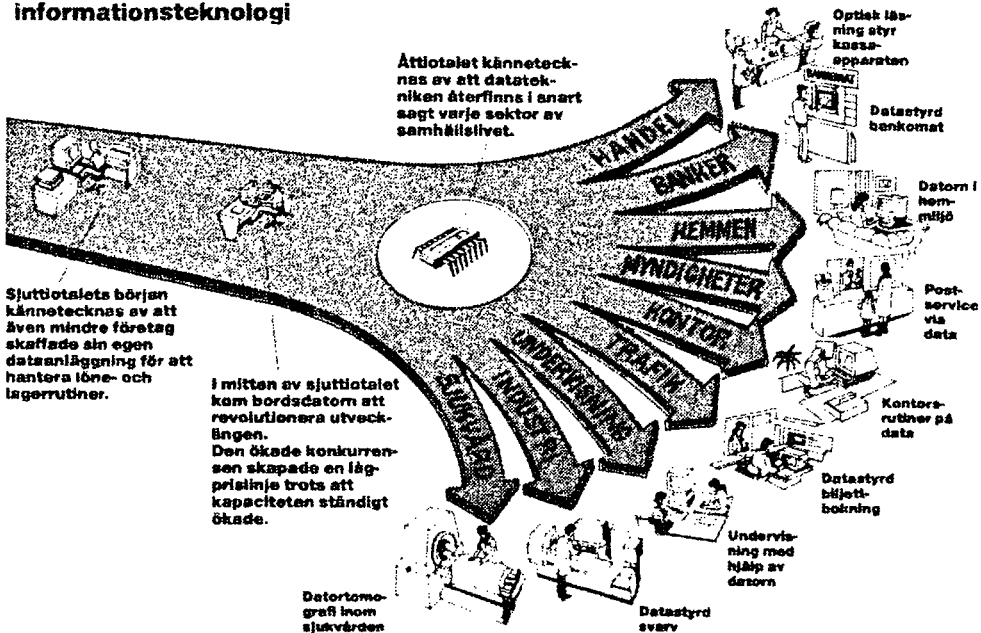 informationsteknologi
Åttiotalet känneteck-
nas av att datatek-
niken återfinns i snart
sagt varje sektor av
samhällslivet.
Optisk läs-
ning styr
kassa-
apparaten
BANKOMAT
Datastyrd
bankomat
Datorn i
hem-
miljö
Post-
service
via
data
Kontors-
rutiner på
data
Datastyrd
biljett-
bokning
Undervis-
ning med
hjälp av
datorn
Datastyrd
svarv
Datortomo-
grafi inom
sjukvården
HANDEL
BANKER
HEMMEN
MYNDIGHETER
KONTOR
TRAFIK
UNDERVISNING
INDUSTRI
SJUKVÅRD
Sjuttiotalets början
kännetecknas av att
även mindre företag
skaffade sin egen
dataanläggning för att
hantera löne- och
lagerrutiner.
I mitten av sjuttiotalet
kom bordsdatorn att
revolutionera utveck-
lingen.
Den ökade konkurren-
sen skapade en låg-
prislinje trots att
kapaciteten ständigt
ökade.